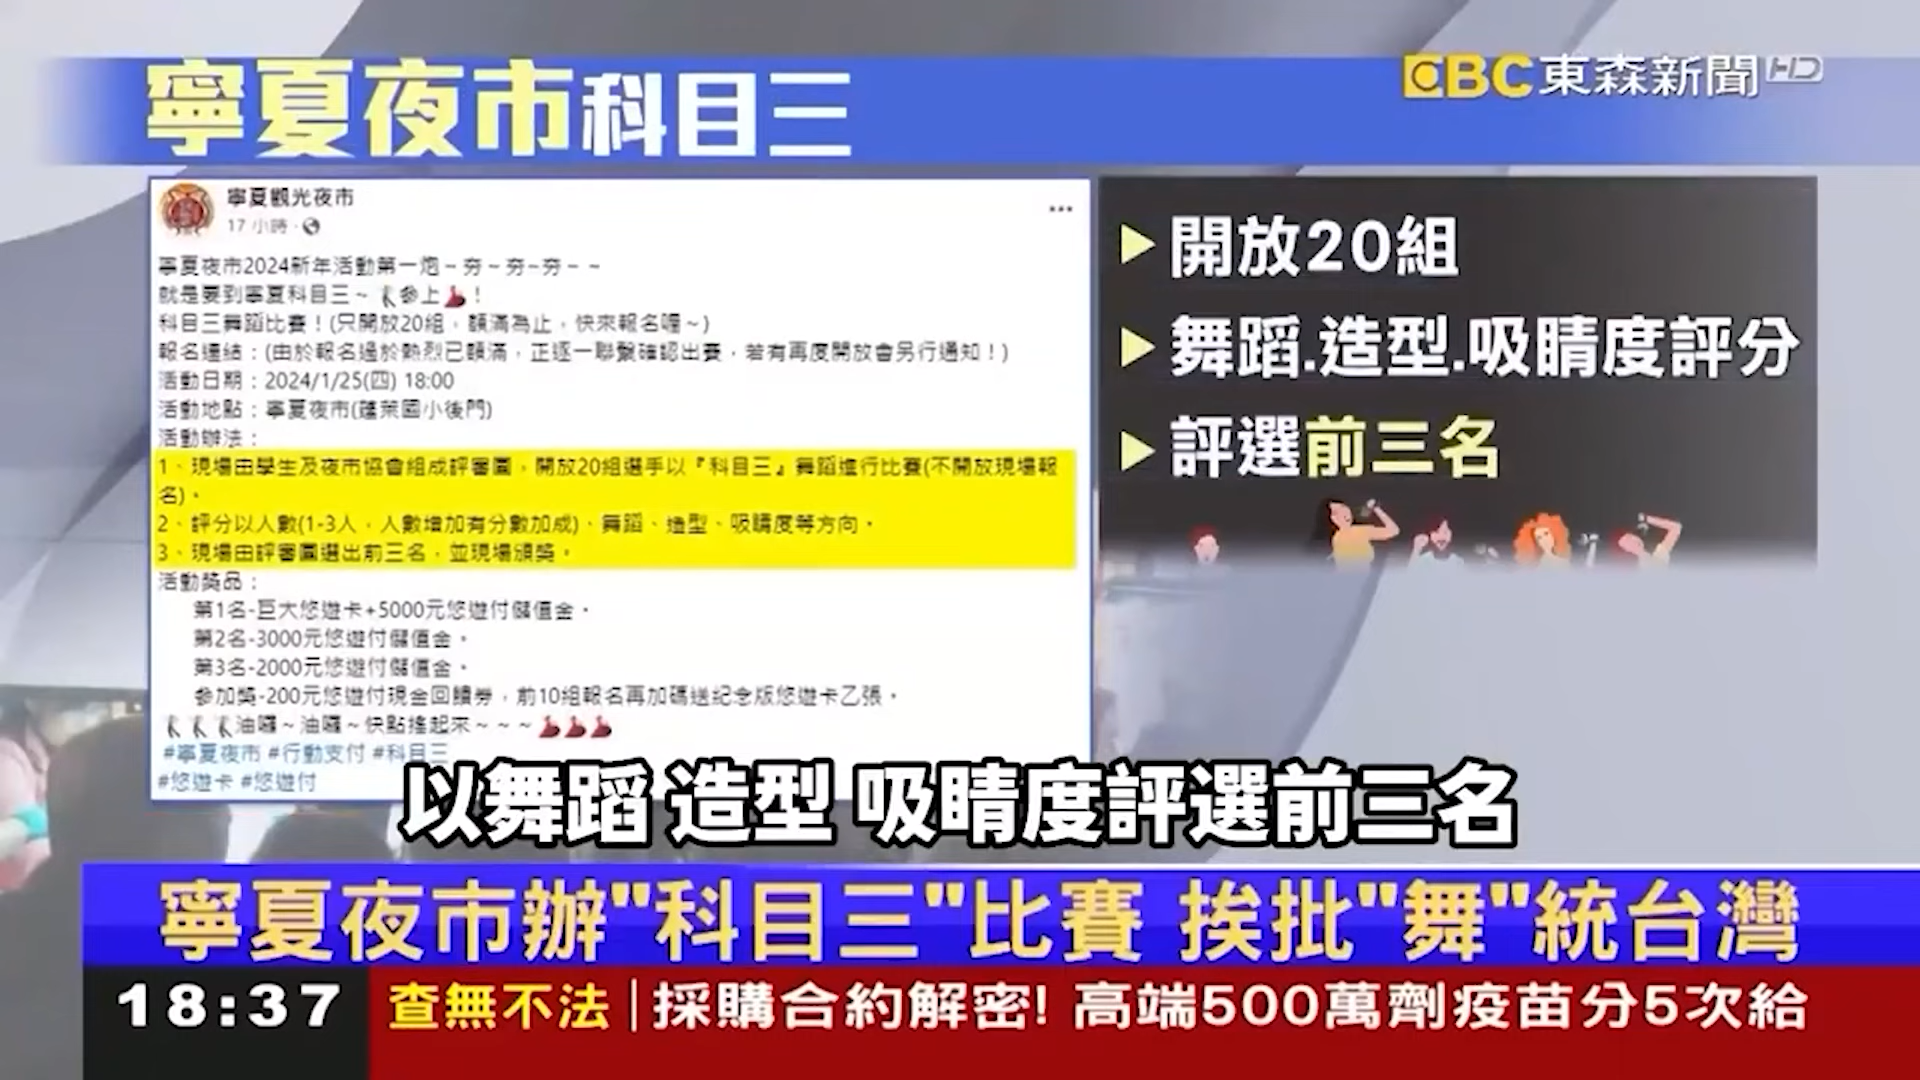 寧夏夜市科目三
EBC東森新聞HD
寧夏觀光夜市
17 小時
寧夏夜市2024新年活動第一炮~夯~夯~夯~~
就是要到寧夏科目三~參上!
科目三舞蹈比賽!(只開放20組，額滿為止，快來報名喔~)
報名連結:(由於報名過於熱烈已額滿，正逐一聯繫確認出賽，若有再度開放會另行通知!)
活動日期:2024/1/25(四) 18:00
活動地點:寧夏夜市(蓬萊國小後門)
活動辦法:
1、現場由學生及夜市協會組成評審團，開放20組選手以『科目三』舞蹈進行比賽(不開放現場報
名)。
2、評分以人數(1-3人，人數增加有分數加成)、舞蹈、造型、吸睛度等方向。
3、現場由評審團選出前三名，並現場頒獎。
活動獎品:
第1名-巨大悠遊卡+5000元悠遊付儲值金。
第2名-3000元悠遊付儲值金。
第3名-2000元悠遊付儲值金。
參加獎-200元悠遊付現金回饋券，前10組報名再加碼送紀念版悠遊卡乙張。
油囉~油囉~快點搖起來~~~
#寧夏夜市 #行動支付 #科目三
#悠遊卡 #悠遊付
開放20組
舞蹈.造型.吸睛度評分
評選前三名
以舞蹈 造型 吸睛度評選前三名
寧夏夜市辦"科目三"比賽 挨批"舞"統台灣
18:37
查無不法|採購合約解密! 高端500萬劑疫苗分5次給